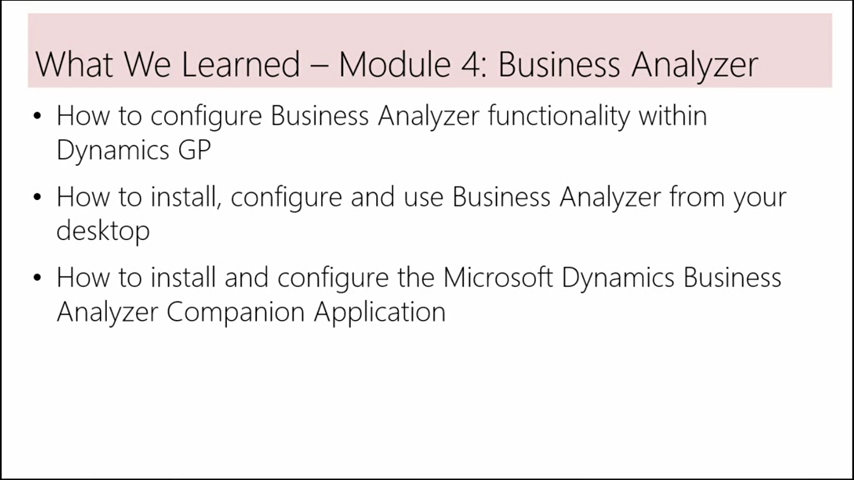 What We Learned – Module 4: Business Analyzer
• How to configure Business Analyzer functionality within
Dynamics GP
• How to install, configure and use Business Analyzer from your
desktop
• How to install and configure the Microsoft Dynamics Business
Analyzer Companion Application